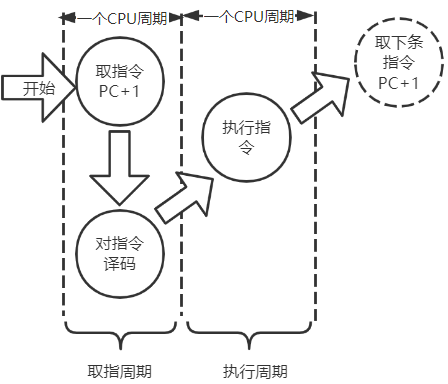 一个CPU周期
一个CPU周期
取下条
指令
PC+1
取指令
PC+1
开始
执行指
令
对指令
译码
取指周期
执行周期